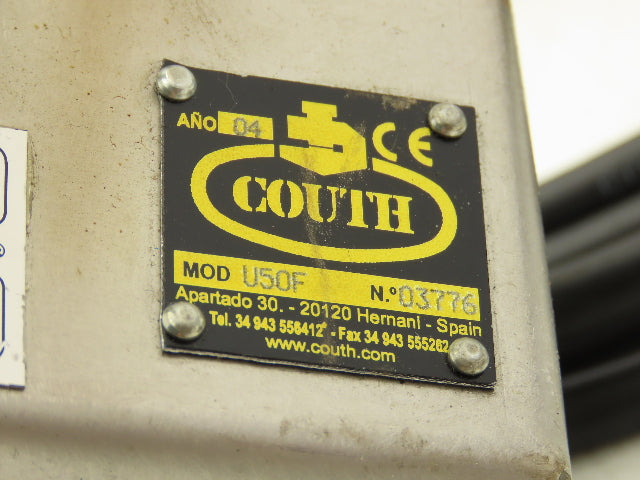 AÑO 04 CE
COUTH
MOD U50F N.º 03776
Apartado 30. - 20120 Hernani - Spain
Tel. 34 943 556412 - Fax 34 943 555262
www.couth.com